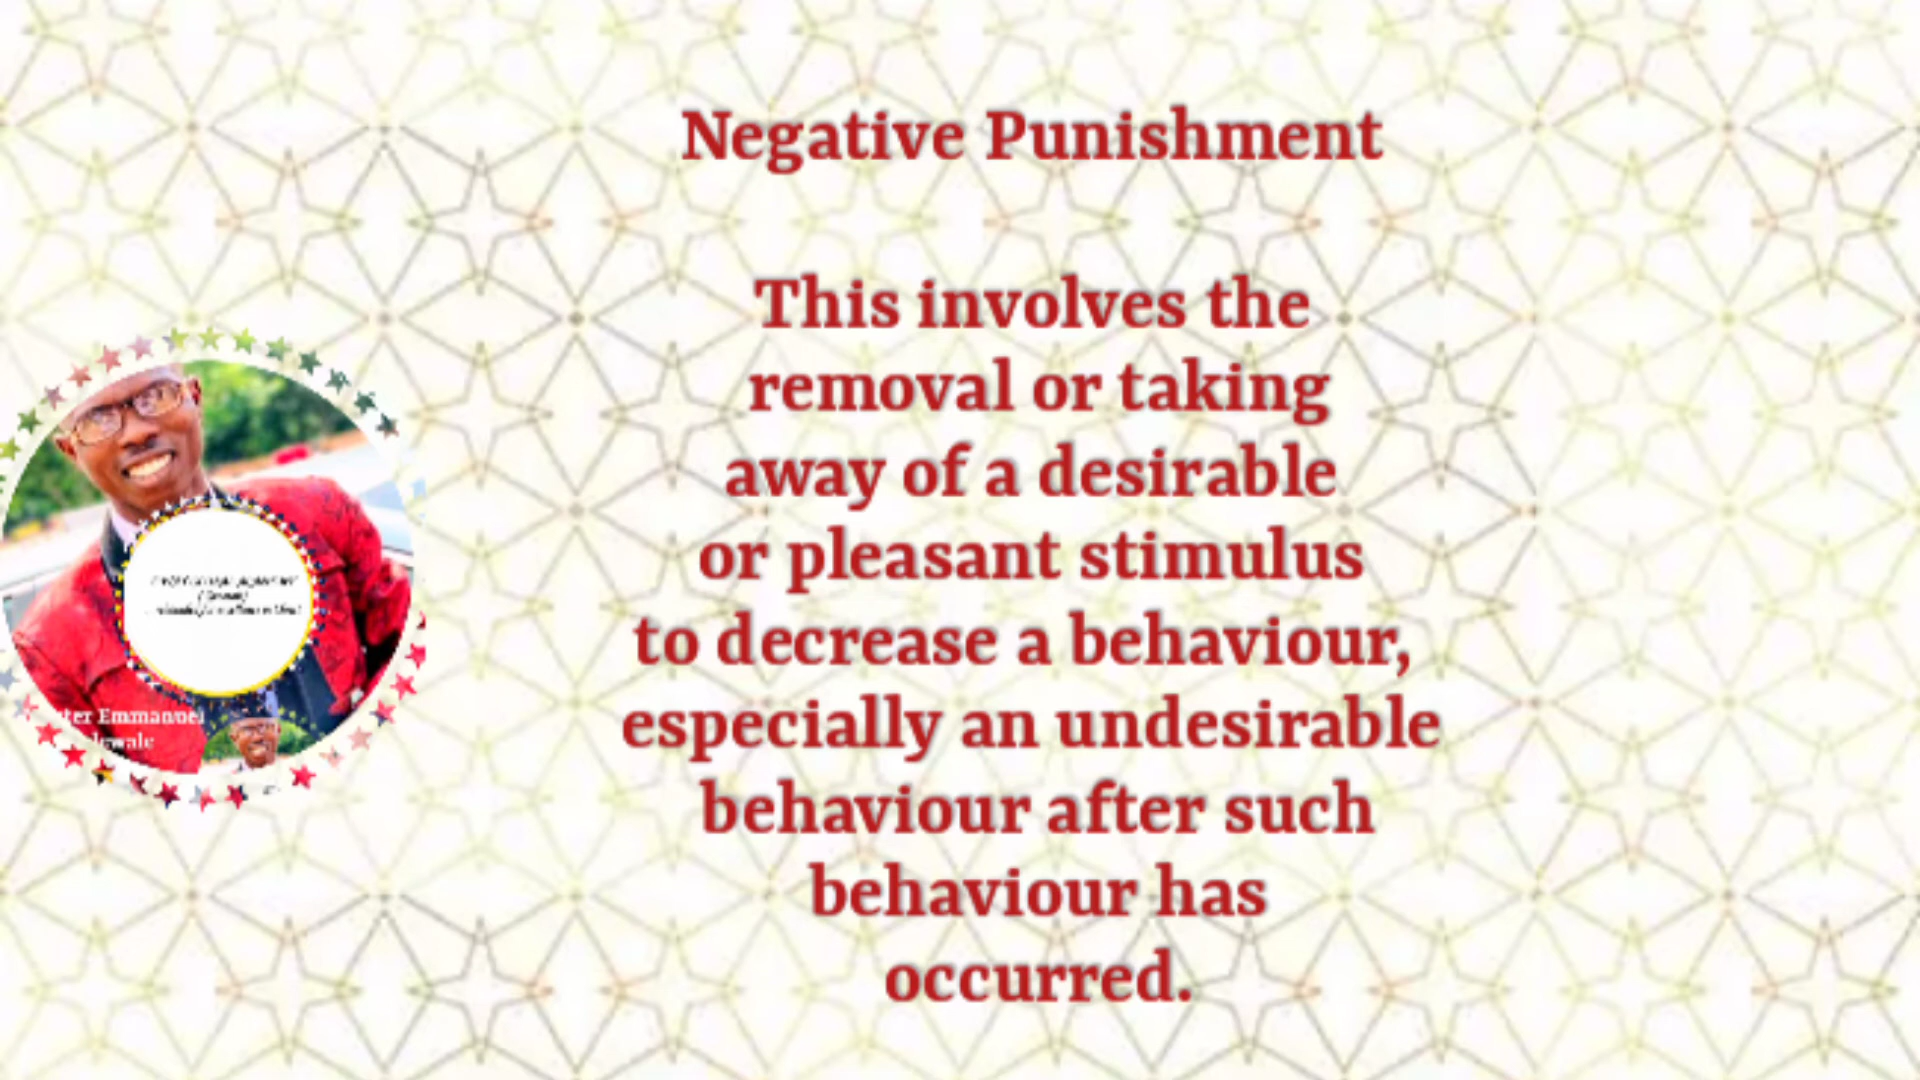 Negative Punishment
This involves the
removal or taking
away of a desirable
or pleasant stimulus
to decrease a behaviour,
especially an undesirable
behaviour after such
behaviour has
occurred.
Emmanuel